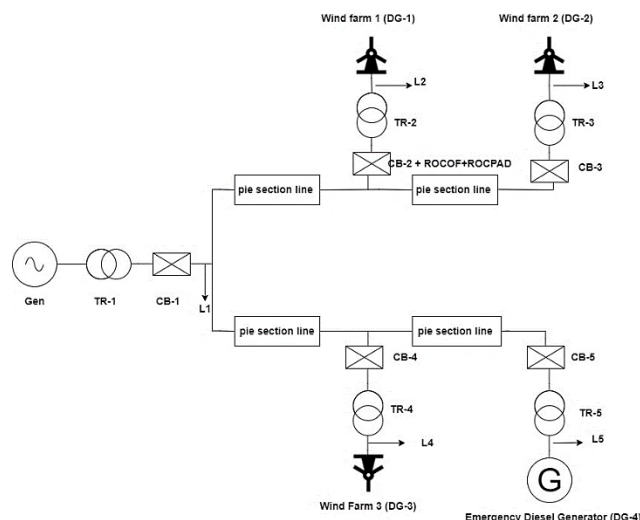 Wind farm 1 (DG-1)
Wind farm 2 (DG-2)
L2
L3
TR-2
TR-3
CB-2 + ROCOF+ROCPAD
CB-3
pie section line
pie section line
Gen
TR-1
CB-1
L1
pie section line
pie section line
CB-4
CB-5
TR-4
TR-5
L4
L5
G
Wind Farm 3 (DG-3)
Emergency Diesel Generator (DG-4)